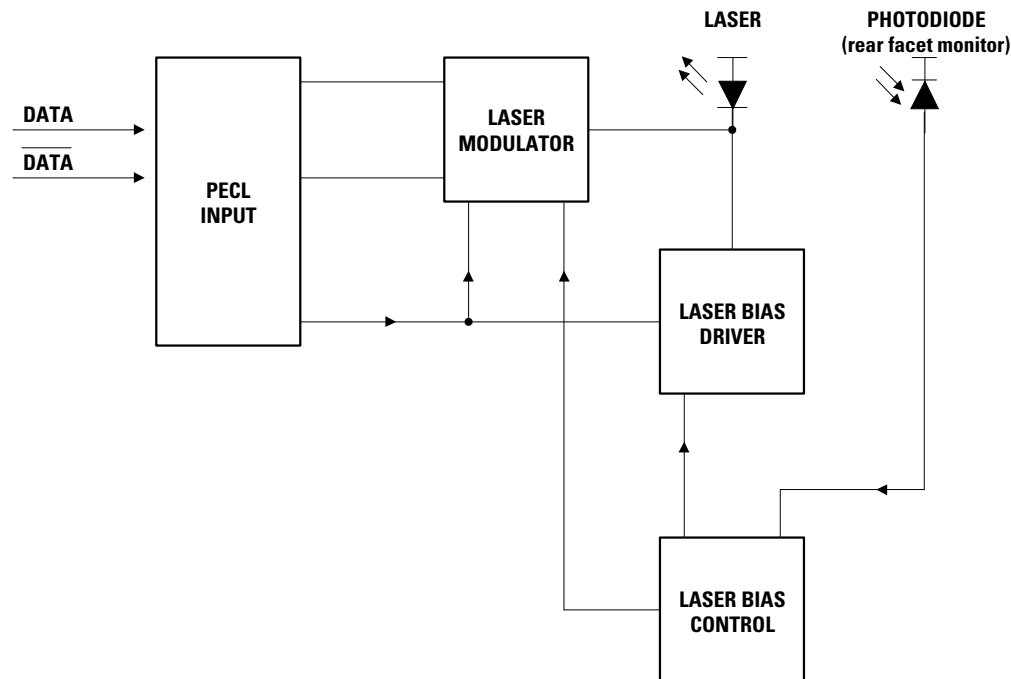 LASER
PHOTODIODE
(rear facet monitor)
DATA
DATA
PECL
INPUT
LASER
MODULATOR
LASER BIAS
DRIVER
LASER BIAS
CONTROL